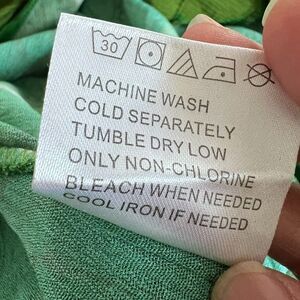 30
MACHINE WASH
COLD SEPARATELY
TUMBLE DRY LOW
ONLY NON-CHLORINE
BLEACH WHEN NEEDED
COOL IRON IF NEEDED